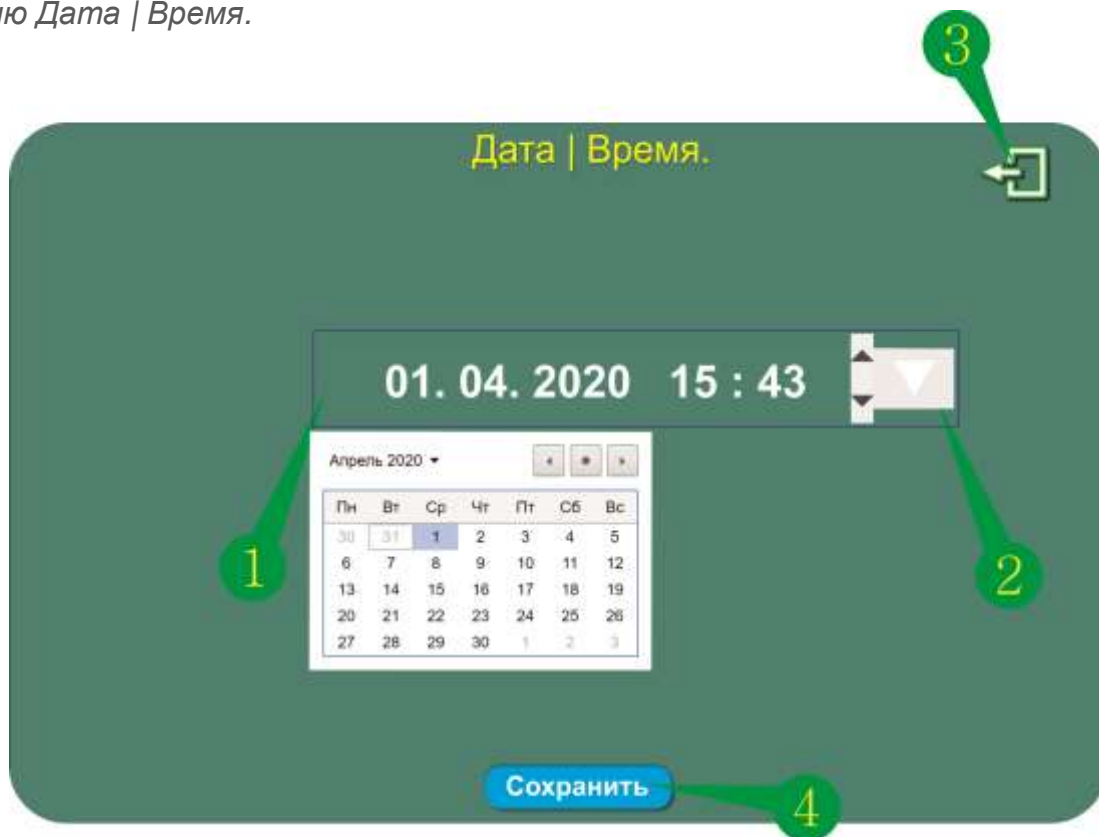 ю Дата | Время.
3
Дата | Время.
01. 04. 2020 15 : 43
Апрель 2020
Пн Вт Ср Чт Пт Сб Вс
30 31 1 2 3 4 5
6 7 8 9 10 11 12
13 14 15 16 17 18 19
20 21 22 23 24 25 26
27 28 29 30 1 2 3
1
2
Сохранить
4